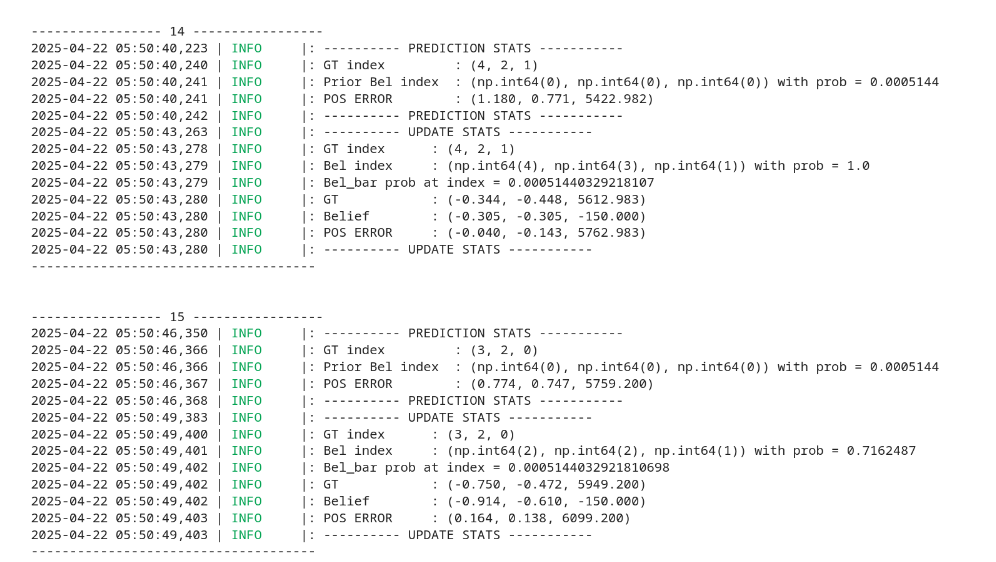 ----------------- 14 -----------------
2025-04-22 05:50:40,223 | INFO     |: ---------- PREDICTION STATS -----------
2025-04-22 05:50:40,240 | INFO     |: GT index         : (4, 2, 1)
2025-04-22 05:50:40,241 | INFO     |: Prior Bel index  : (np.int64(0), np.int64(0), np.int64(0)) with prob = 0.0005144
2025-04-22 05:50:40,241 | INFO     |: POS ERROR        : (1.180, 0.771, 5422.982)
2025-04-22 05:50:40,242 | INFO     |: ---------- PREDICTION STATS -----------
2025-04-22 05:50:43,263 | INFO     |: ---------- UPDATE STATS -----------
2025-04-22 05:50:43,278 | INFO     |: GT index      : (4, 2, 1)
2025-04-22 05:50:43,279 | INFO     |: Bel index     : (np.int64(4), np.int64(3), np.int64(1)) with prob = 1.0
2025-04-22 05:50:43,279 | INFO     |: Bel_bar prob at index = 0.00051440329218107
2025-04-22 05:50:43,280 | INFO     |: GT            : (-0.344, -0.448, 5612.983)
2025-04-22 05:50:43,280 | INFO     |: Belief        : (-0.305, -0.305, -150.000)
2025-04-22 05:50:43,280 | INFO     |: POS ERROR     : (-0.040, -0.143, 5762.983)
2025-04-22 05:50:43,280 | INFO     |: ---------- UPDATE STATS -----------
-------------------------------------
----------------- 15 -----------------
2025-04-22 05:50:46,350 | INFO     |: ---------- PREDICTION STATS -----------
2025-04-22 05:50:46,366 | INFO     |: GT index         : (3, 2, 0)
2025-04-22 05:50:46,366 | INFO     |: Prior Bel index  : (np.int64(0), np.int64(0), np.int64(0)) with prob = 0.0005144
2025-04-22 05:50:46,367 | INFO     |: POS ERROR        : (0.774, 0.747, 5759.200)
2025-04-22 05:50:46,368 | INFO     |: ---------- PREDICTION STATS -----------
2025-04-22 05:50:49,383 | INFO     |: ---------- UPDATE STATS -----------
2025-04-22 05:50:49,400 | INFO     |: GT index      : (3, 2, 0)
2025-04-22 05:50:49,401 | INFO     |: Bel index     : (np.int64(2), np.int64(2), np.int64(1)) with prob = 0.7162487
2025-04-22 05:50:49,402 | INFO     |: Bel_bar prob at index = 0.0005144032921810698
2025-04-22 05:50:49,402 | INFO     |: GT            : (-0.750, -0.472, 5949.200)
2025-04-22 05:50:49,402 | INFO     |: Belief        : (-0.914, -0.610, -150.000)
2025-04-22 05:50:49,403 | INFO     |: POS ERROR     : (0.164, 0.138, 6099.200)
2025-04-22 05:50:49,403 | INFO     |: ---------- UPDATE STATS -----------
-------------------------------------